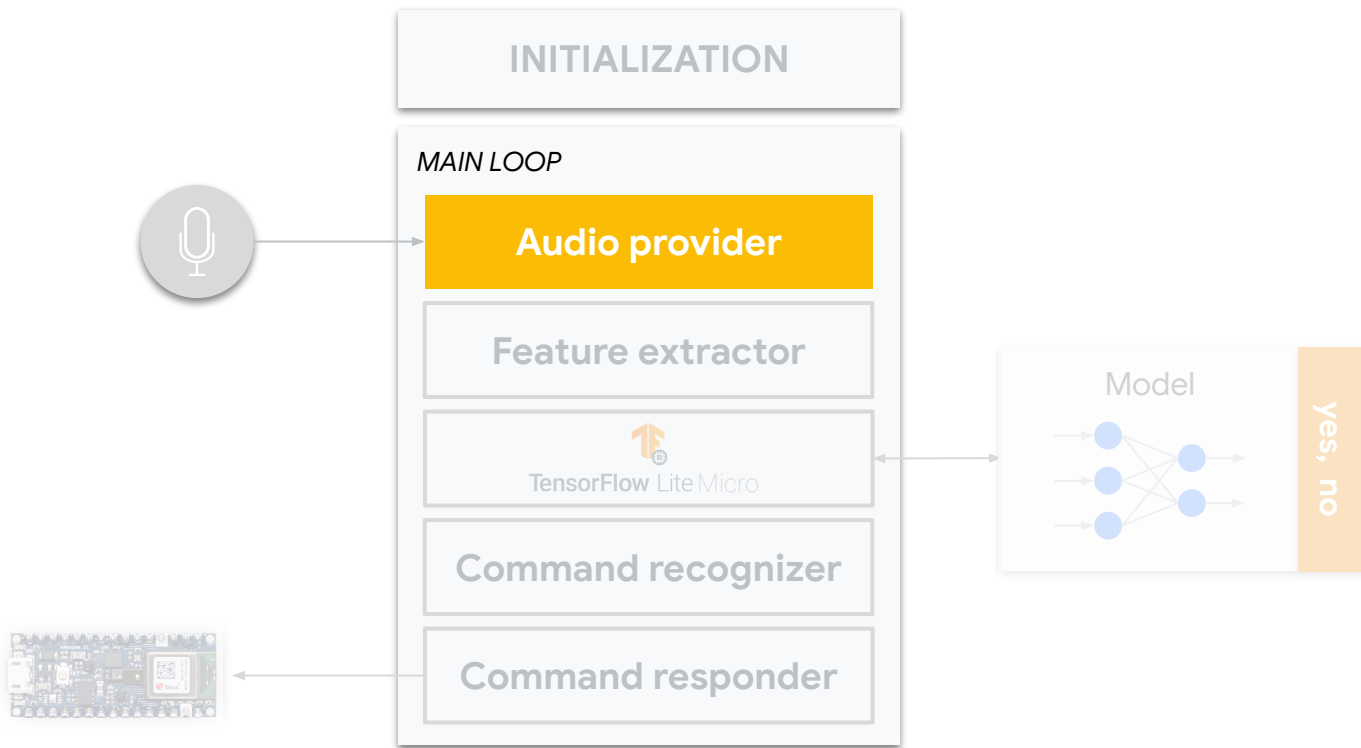 INITIALIZATION
MAIN LOOP
Audio provider
Feature extractor
Model
yes, no
TensorFlow Lite Micro
Command recognizer
Command responder